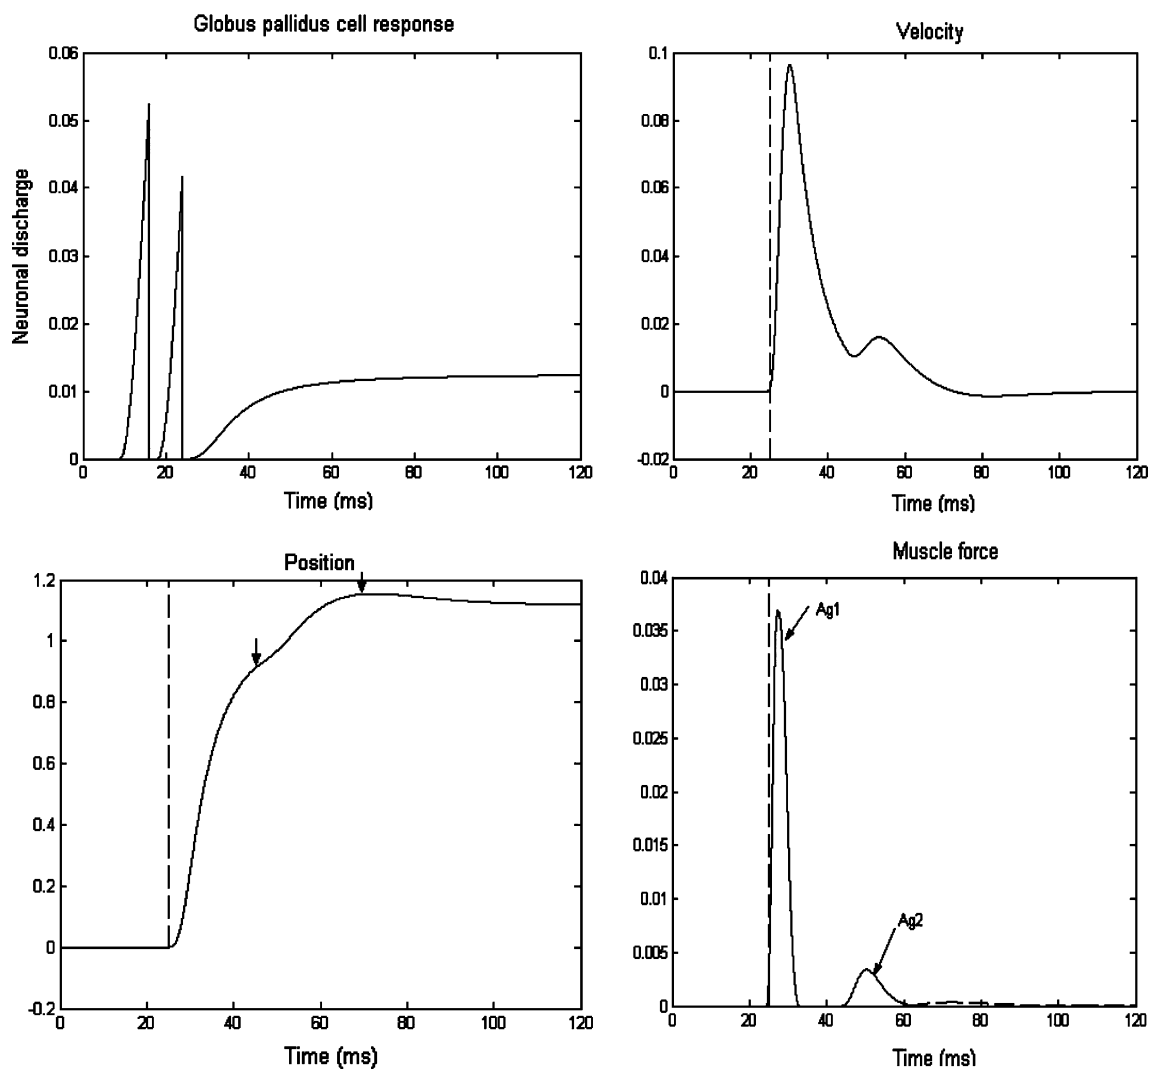 Globus pallidus cell response
0.06
0.05
0.04
0.03
0.02
0.01
0
Neuronal discharge
0 20 40 60 80 100 120
Time (ms)
Velocity
0.1
0.08
0.06
0.04
0.02
0
-0.02
0 20 40 60 80 100 120
Time (ms)
Position
1.2
1
0.8
0.6
0.4
0.2
0
-0.2
0 20 40 60 80 100 120
Time (ms)
Muscle force
0.04
0.035
0.03
0.025
0.02
0.015
0.01
0.005
0
Ag1
Ag2
0 20 40 60 80 100 120
Time (ms)